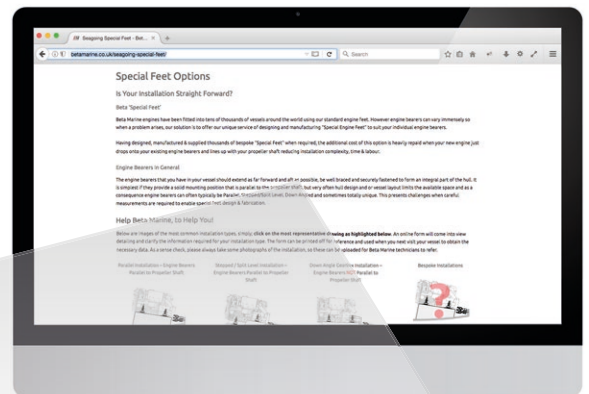 Seagoing Special Feet - Bet...
betamarine.co.uk/seagoing-special-feet/
Search
Special Feet Options
Is Your Installation Straight Forward?
Beta 'Special Feet'
Beta Marine engines have been fitted into tens of thousands of vessels around the world using our standard engine feet. However engine bearers can vary immensely so
when a problem arises, our solution is to offer our unique service of designing and manufacturing "Special Engine Feet" to suit your individual engine bearers.
Having designed, manufactured & supplied thousands of bespoke "Special Feet" when required, the additional cost of this option is heavily repaid when your new engine just
drops onto your existing engine bearers and lines up with your propeller shaft reducing installation complexity, time & labour.
Engine Bearers in General
The engine bearers that you have in your vessel should extend as far forward and aft as possible, be well braced and securely fastened to form an integral part of the hull. It
is simplest if they provide a solid mounting position that is parallel to the propeller shaft, but very often hull design and or vessel layout limits the available space and as a
consequence engine bearers can often typically be Parallel, Stepped/Split Level, Down Angled and sometimes totally unique. This presents challenges when careful
measurements are required to enable special feet design & fabrication.
Help Beta Marine, to Help You!
Below are images of the most common installation types, simply click on the most representative drawing as highlighted below. An online form will come into view
detailing and clarify the information required for your installation type. The form can be printed off for reference and used when you next visit your vessel to obtain the
necessary data. As a sense check, please always take some photographs of the installation, so these can be uploaded for Beta Marine technicians to refer.
Parallel Installation – Engine Bearers
Parallel to Propeller Shaft
Stepped / Split Level Installation –
Engine Bearers Parallel to Propeller
Shaft
Down Angle Gearbox Installation –
Engine Bearers NOT Parallel to
Propeller Shaft
Bespoke Installations
?